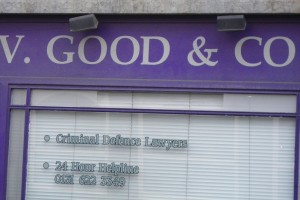 V. GOOD & CO
Criminal Defence Lawyers
24 Hour Helpline